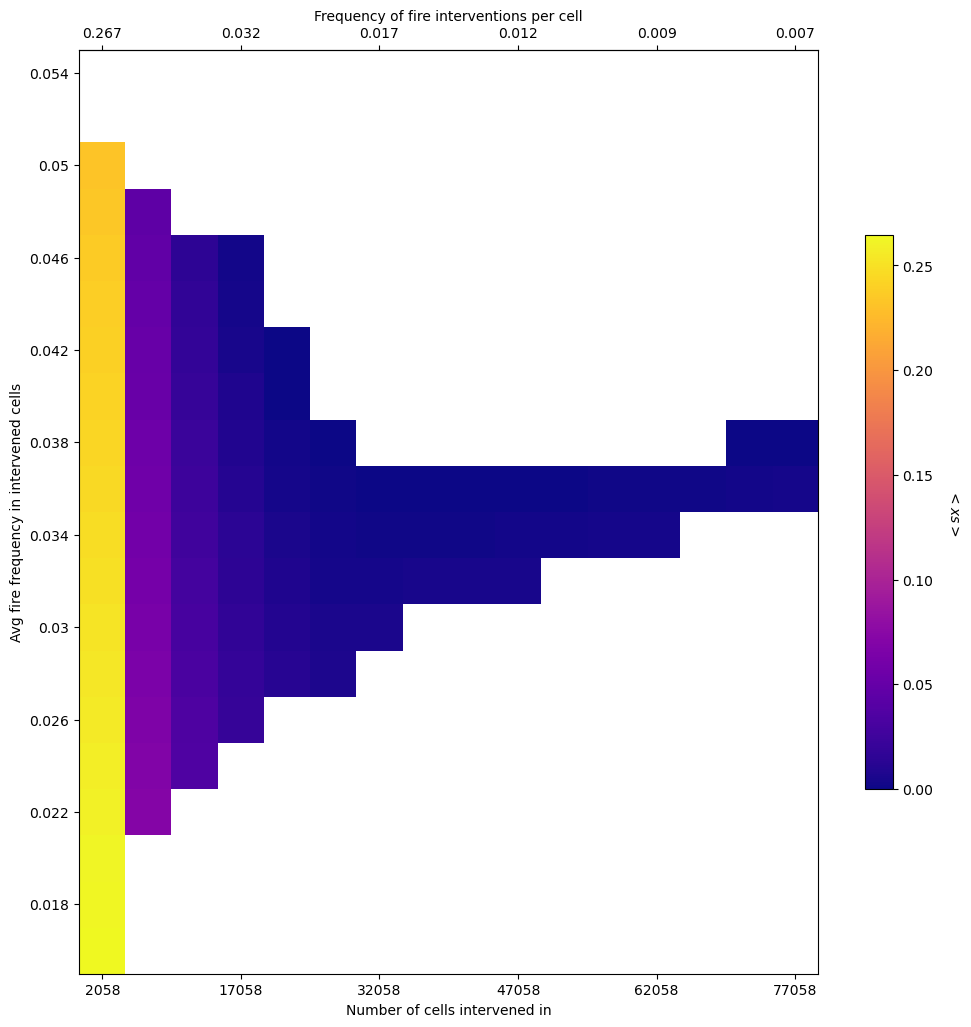 Frequency of fire interventions per cell
0.267 0.032 0.017 0.012 0.009 0.007
0.054
0.05
0.046
0.042
0.038
0.034
0.03
0.026
0.022
0.018
Avg fire frequency in intervened cells
2058 17058 32058 47058 62058 77058
Number of cells intervened in
0.25
0.20
0.15
0.10
0.05
0.00
<sx>